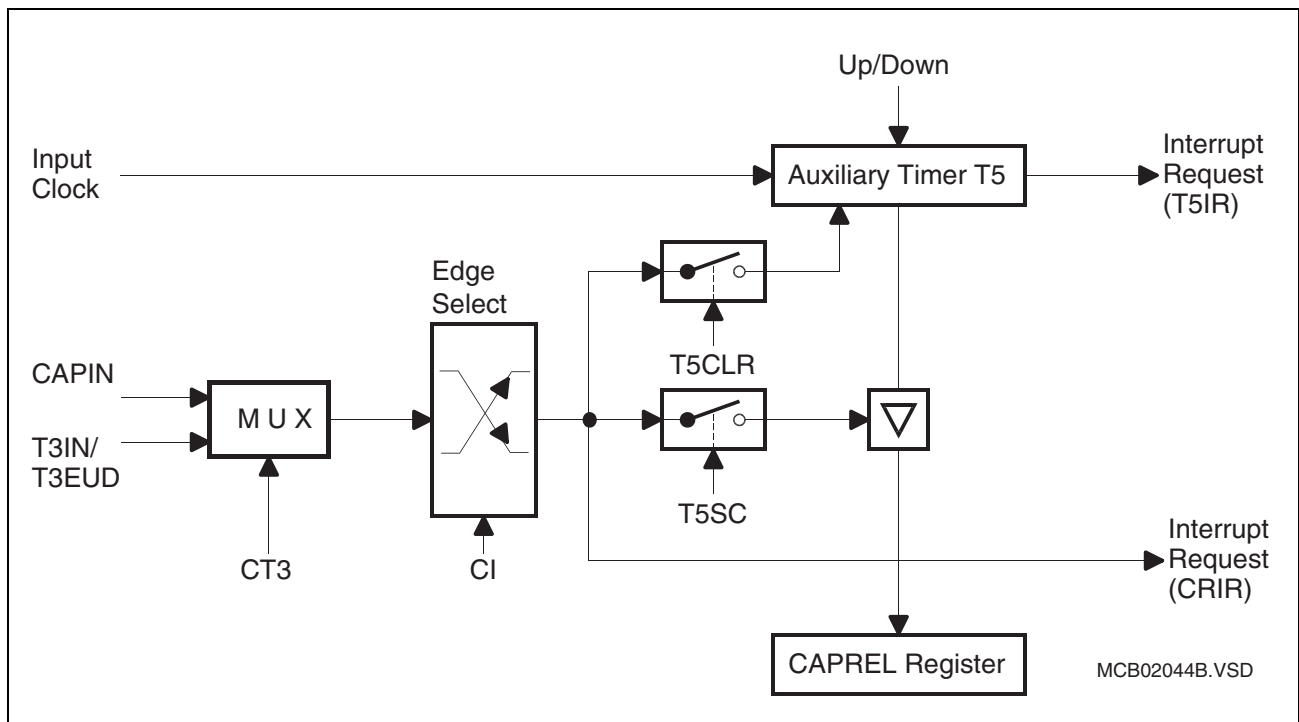 Up/Down
Input
Clock
Auxiliary Timer T5
Interrupt
Request
(T5IR)
Edge
Select
T5CLR
CAPIN
T3IN/
T3EUD
MUX
CT3
CI
T5SC
Interrupt
Request
(CRIR)
CAPREL Register
MCB02044B.VSD